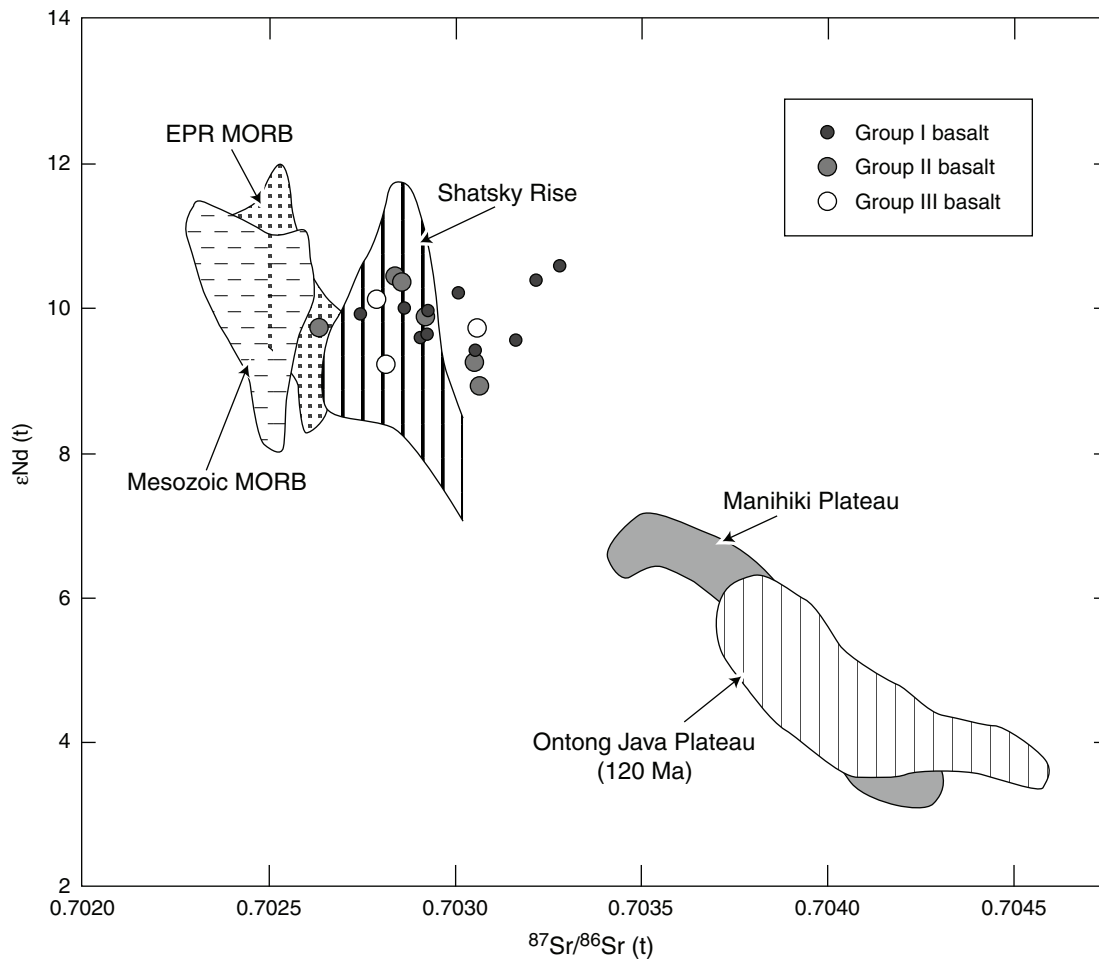 14
12
10
8
6
4
2
εNd (t)
EPR MORB
Shatsky Rise
Mesozoic MORB
Group I basalt
Group II basalt
Group III basalt
Manihiki Plateau
Ontong Java Plateau
(120 Ma)
0.7020 0.7025 0.7030 0.7035 0.7040 0.7045
⁸⁷Sr/⁸⁶Sr (t)